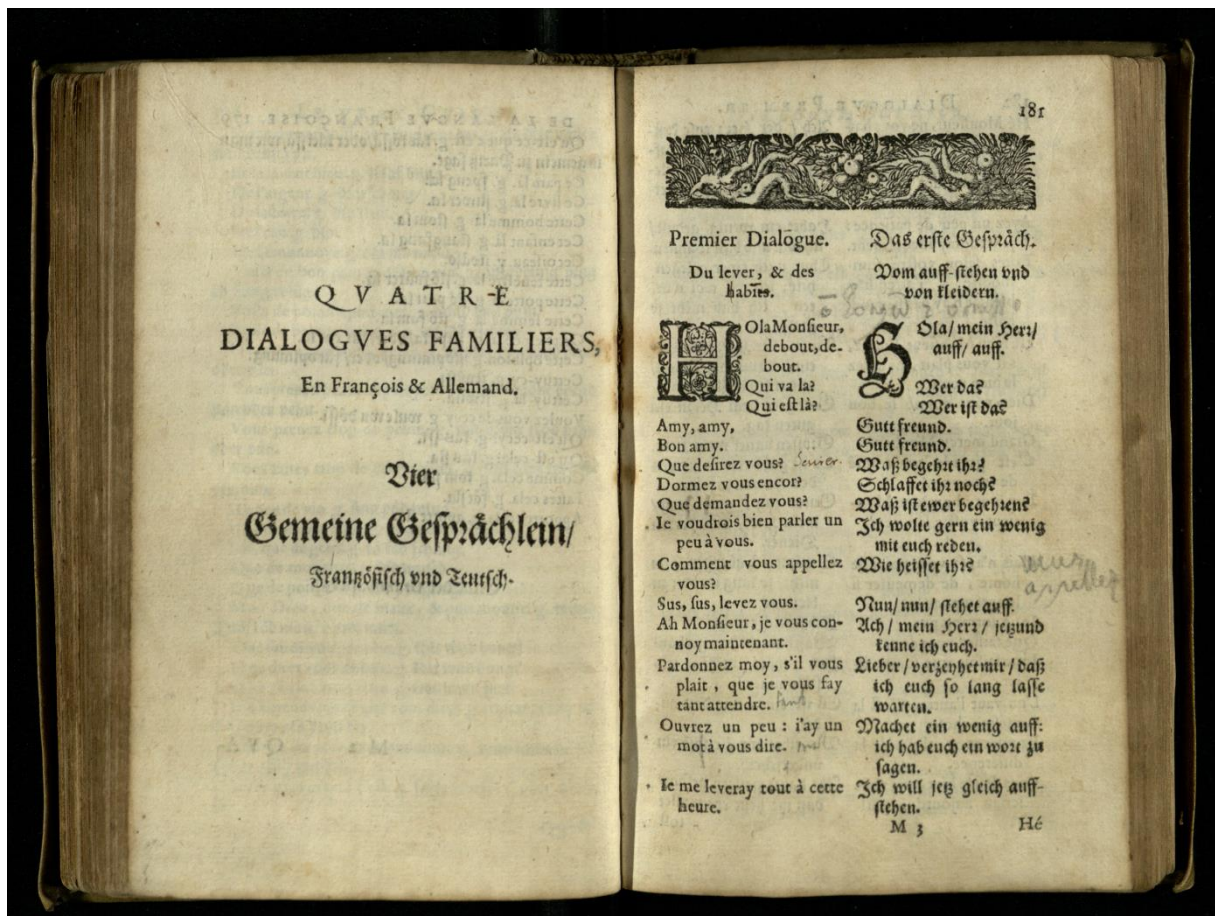 QVATRE
DIALOGVES FAMILIERS,
En François & Allemand.
Vier
Gemeine Gesprächlein/
Frantzösisch vnd Teutsch.
181
Premier Dialogue.
Du lever, & des
habits.
HOla Monsieur,
debout, de-
bout.
Qui va la?
Qui est là?
Amy, amy,
Bon amy.
Que desirez vous?
Dormez vous encor?
Que demandez vous?
Ie voudrois bien parler un
peu à vous.
Comment vous appellez
vous?
Sus, sus, levez vous.
Ah Monsieur, je vous con-
noy maintenant.
Pardonnez moy, s'il vous
plait, que je vous fay
tant attendre.
Ouvrez un peu : i'ay un
mot à vous dire.
Ie me leveray tout à cette
heure.
Das erste Gespräch.
Vom auff-stehen vnd
von kleidern.
HOla/ mein Herr/
auff/ auff.
Wer da?
Wer ist da?
Gutt freund.
Gutt freund.
Waß begehrt ihr?
Schlaffet ihr noch?
Waß ist ewer begehren?
Ich wolte gern ein wenig
mit euch reden.
Wie heisset ihr?
vous
appellez
Nun/ nun/ stehet auff.
Ach/ mein Herr/ jetzund
kenne ich euch.
Lieber/ verzeyhet mir/ daß
ich euch so lang lasse
warten.
Machet ein wenig auff:
ich hab euch ein wort zu
sagen.
Ich will jetz gleich auff-
stehen.
M 3 Hé